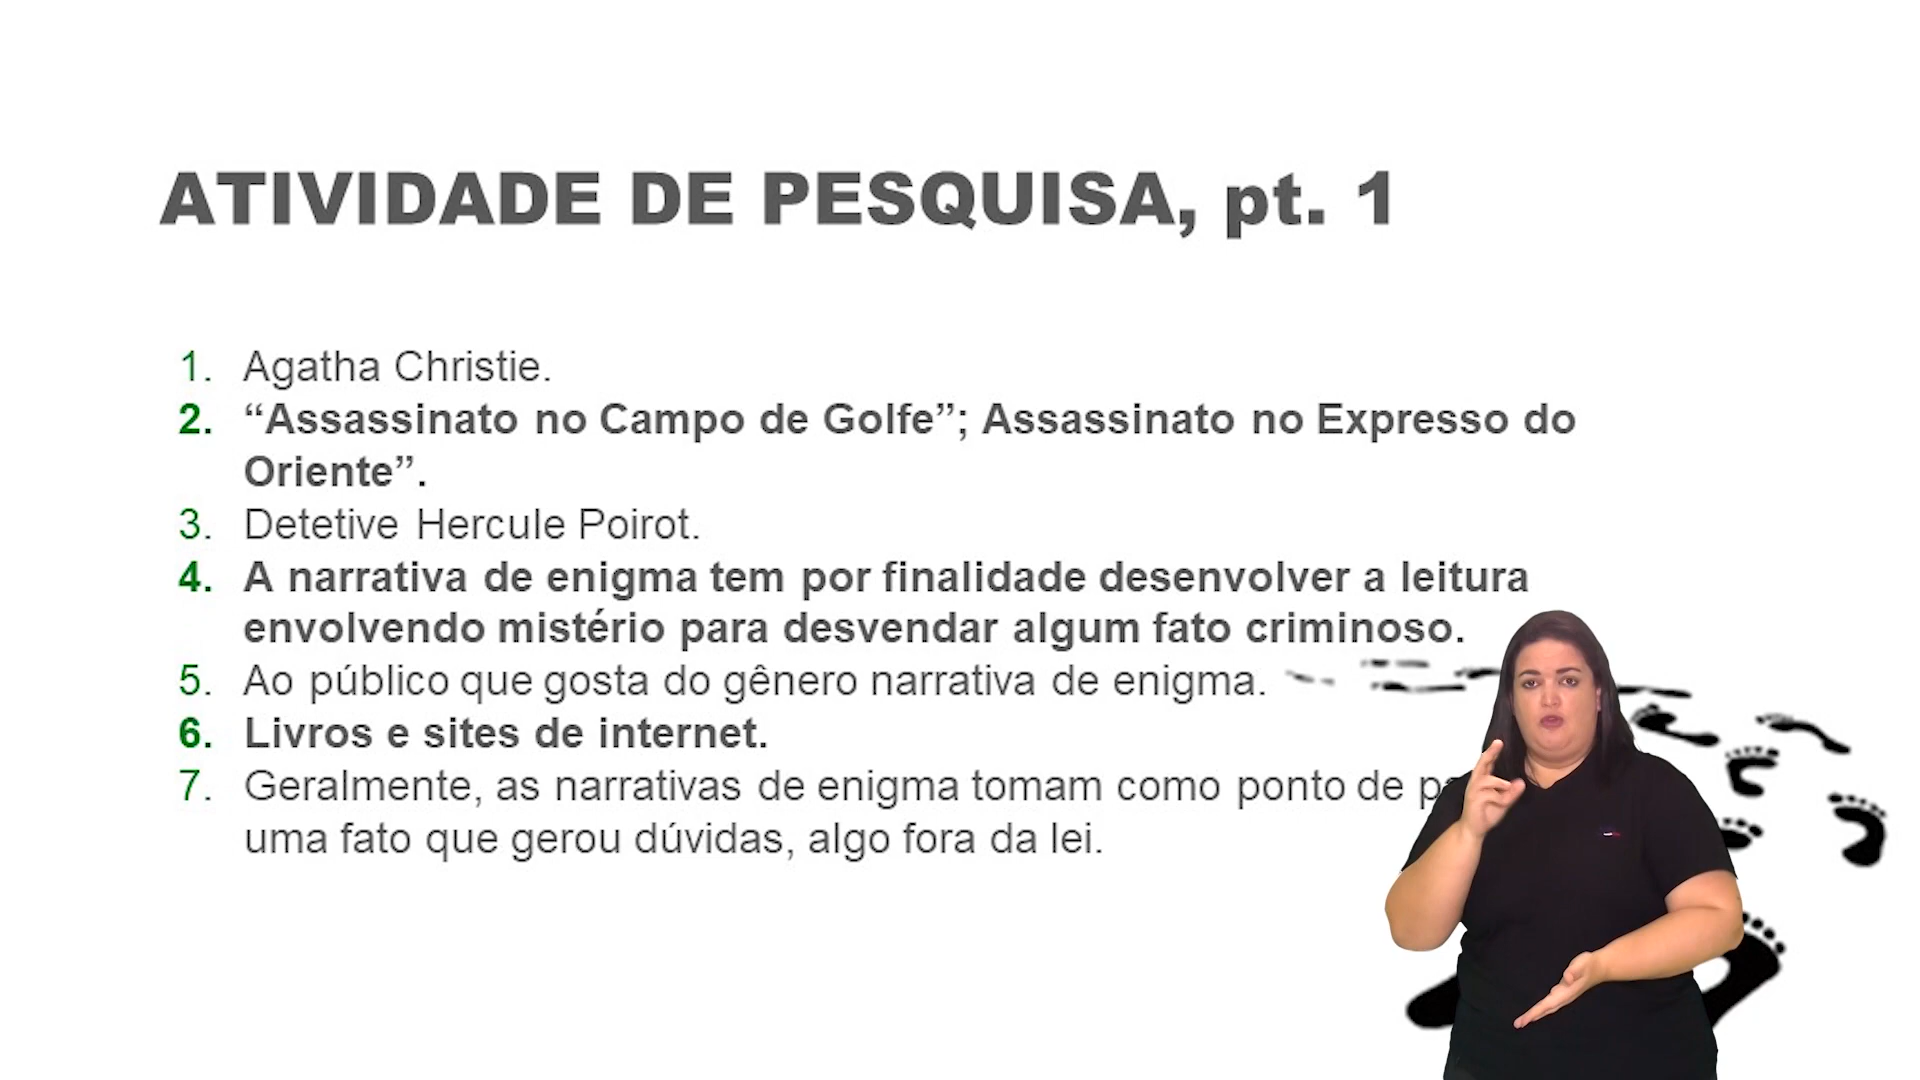 ATIVIDADE DE PESQUISA, pt. 1
1. Agatha Christie.
2. “Assassinato no Campo de Golfe”; Assassinato no Expresso do
Oriente”.
3. Detetive Hercule Poirot.
4. A narrativa de enigma tem por finalidade desenvolver a leitura
envolvendo mistério para desvendar algum fato criminoso.
5. Ao público que gosta do gênero narrativa de enigma.
6. Livros e sites de internet.
7. Geralmente, as narrativas de enigma tomam como ponto de
uma fato que gerou dúvidas, algo fora da lei.